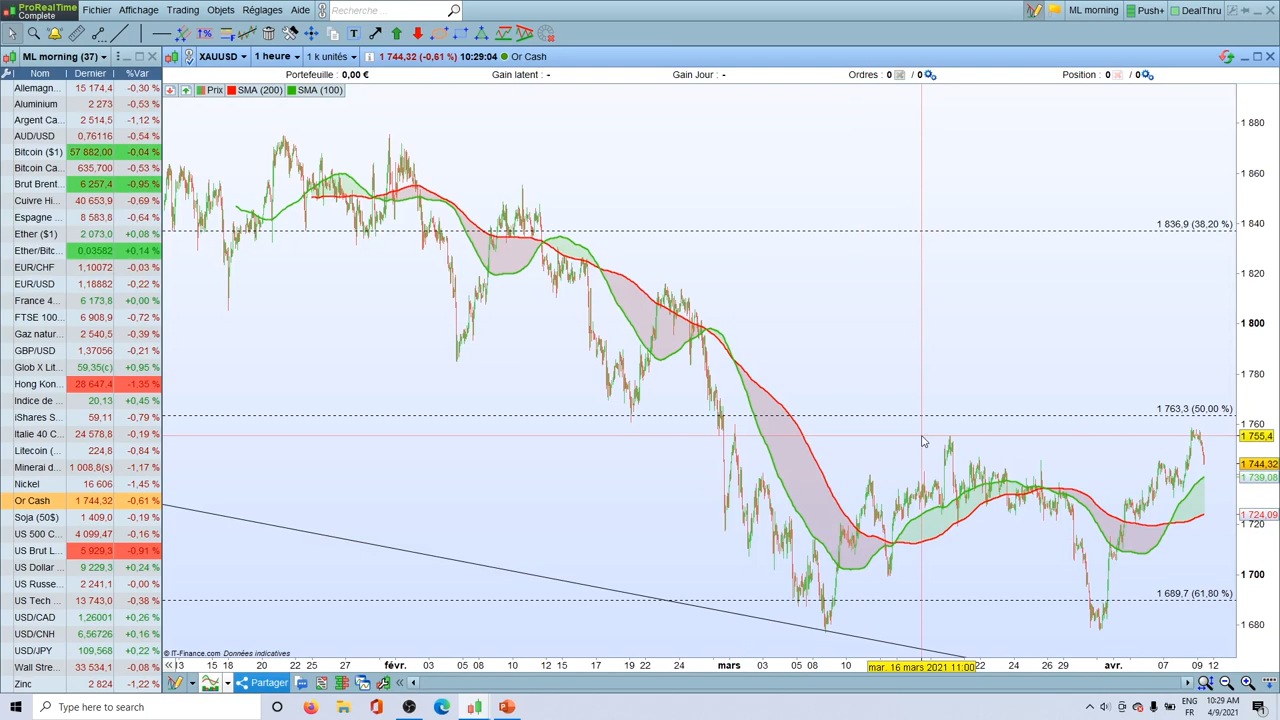 ProRealTime
Complete
Fichier Affichage Trading Objets Réglages Aide Recherche ...
ML morning Push+ DealThru
ML morning (37)
XAUUSD 1 heure 1 k unités 1 744,32 (-0,61 %) 10:29:04 Or Cash
Nom Dernier %Var
Portefeuille : 0,00 € Gain latent : - Gain Jour : - Ordres : 0 / 0 Position : 0 / 0
Prix SMA (200) SMA (100)
Allemagn... 15 174,4 -0,30 %
Aluminium 2 273 -0,53 %
Argent Ca... 2 514,5 -1,12 %
AUD/USD 0,76116 -0,54 %
Bitcoin ($1) 57 882,00 -0,04 %
Bitcoin Ca... 635,700 -0,53 %
Brut Brent... 6 257,4 -0,95 %
Cuivre Hi... 40 653,9 -0,69 %
Espagne ... 8 583,8 -0,64 %
Ether ($1) 2 073,0 +0,08 %
Ether/Bitc... 0,03582 +0,14 %
EUR/CHF 1,10072 -0,03 %
EUR/USD 1,18882 -0,22 %
France 4... 6 173,8 +0,00 %
FTSE 100... 6 908,9 -0,72 %
Gaz natur... 2 540,5 -0,39 %
GBP/USD 1,37056 -0,21 %
Glob X Lit... 59,35(c) +0,95 %
Hong Kon... 28 647,4 -1,35 %
Indice de ... 20,13 +0,45 %
iShares S... 59,11 -0,79 %
Italie 40 C... 24 578,8 -0,19 %
Litecoin (... 224,8 -0,84 %
Minerai d... 1 008,8(s) -1,17 %
Nickel 16 606 -1,45 %
Or Cash 1 744,32 -0,61 %
Soja (50$) 1 409,0 -0,19 %
US 500 C... 4 099,47 -0,16 %
US Brut L... 5 929,3 -0,91 %
US Dollar ... 9 229,3 +0,24 %
US Russe... 2 241,1 -0,00 %
US Tech ... 13 743,0 -0,38 %
USD/CAD 1,26001 +0,26 %
USD/CNH 6,56726 +0,16 %
USD/JPY 109,568 +0,22 %
Wall Stre... 33 534,1 -0,08 %
Zinc 2 824 -1,22 %
1 880
1 860
1 840
1 836,9 (38,20 %)
1 820
1 800
1 780
1 763,3 (50,00 %)
1 760
1 755,4
1 744,32
1 739,08
1 724,09
1 720
1 700
1 689,7 (61,80 %)
1 680
© IT-Finance.com Données indicatives
13 15 18 20 22 25 27 févr. 03 05 08 10 12 15 17 19 22 24 mars 03 05 08 10 mar. 16 mars 2021 11:00 22 24 26 29 avr. 07 09 12
Partager
Type here to search
ENG
FR
10:29 AM
4/9/2021